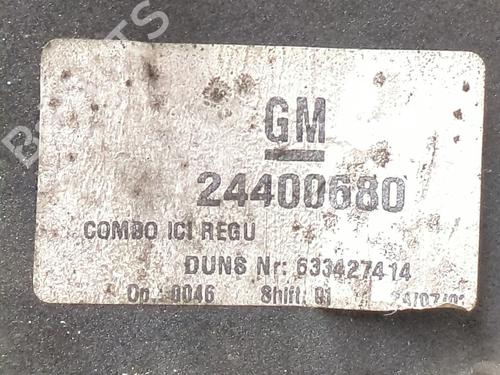 GM
24400680
COMBO ICI REGU
DUNS Nr: 633427414
Op.: 0046 Shift: 01